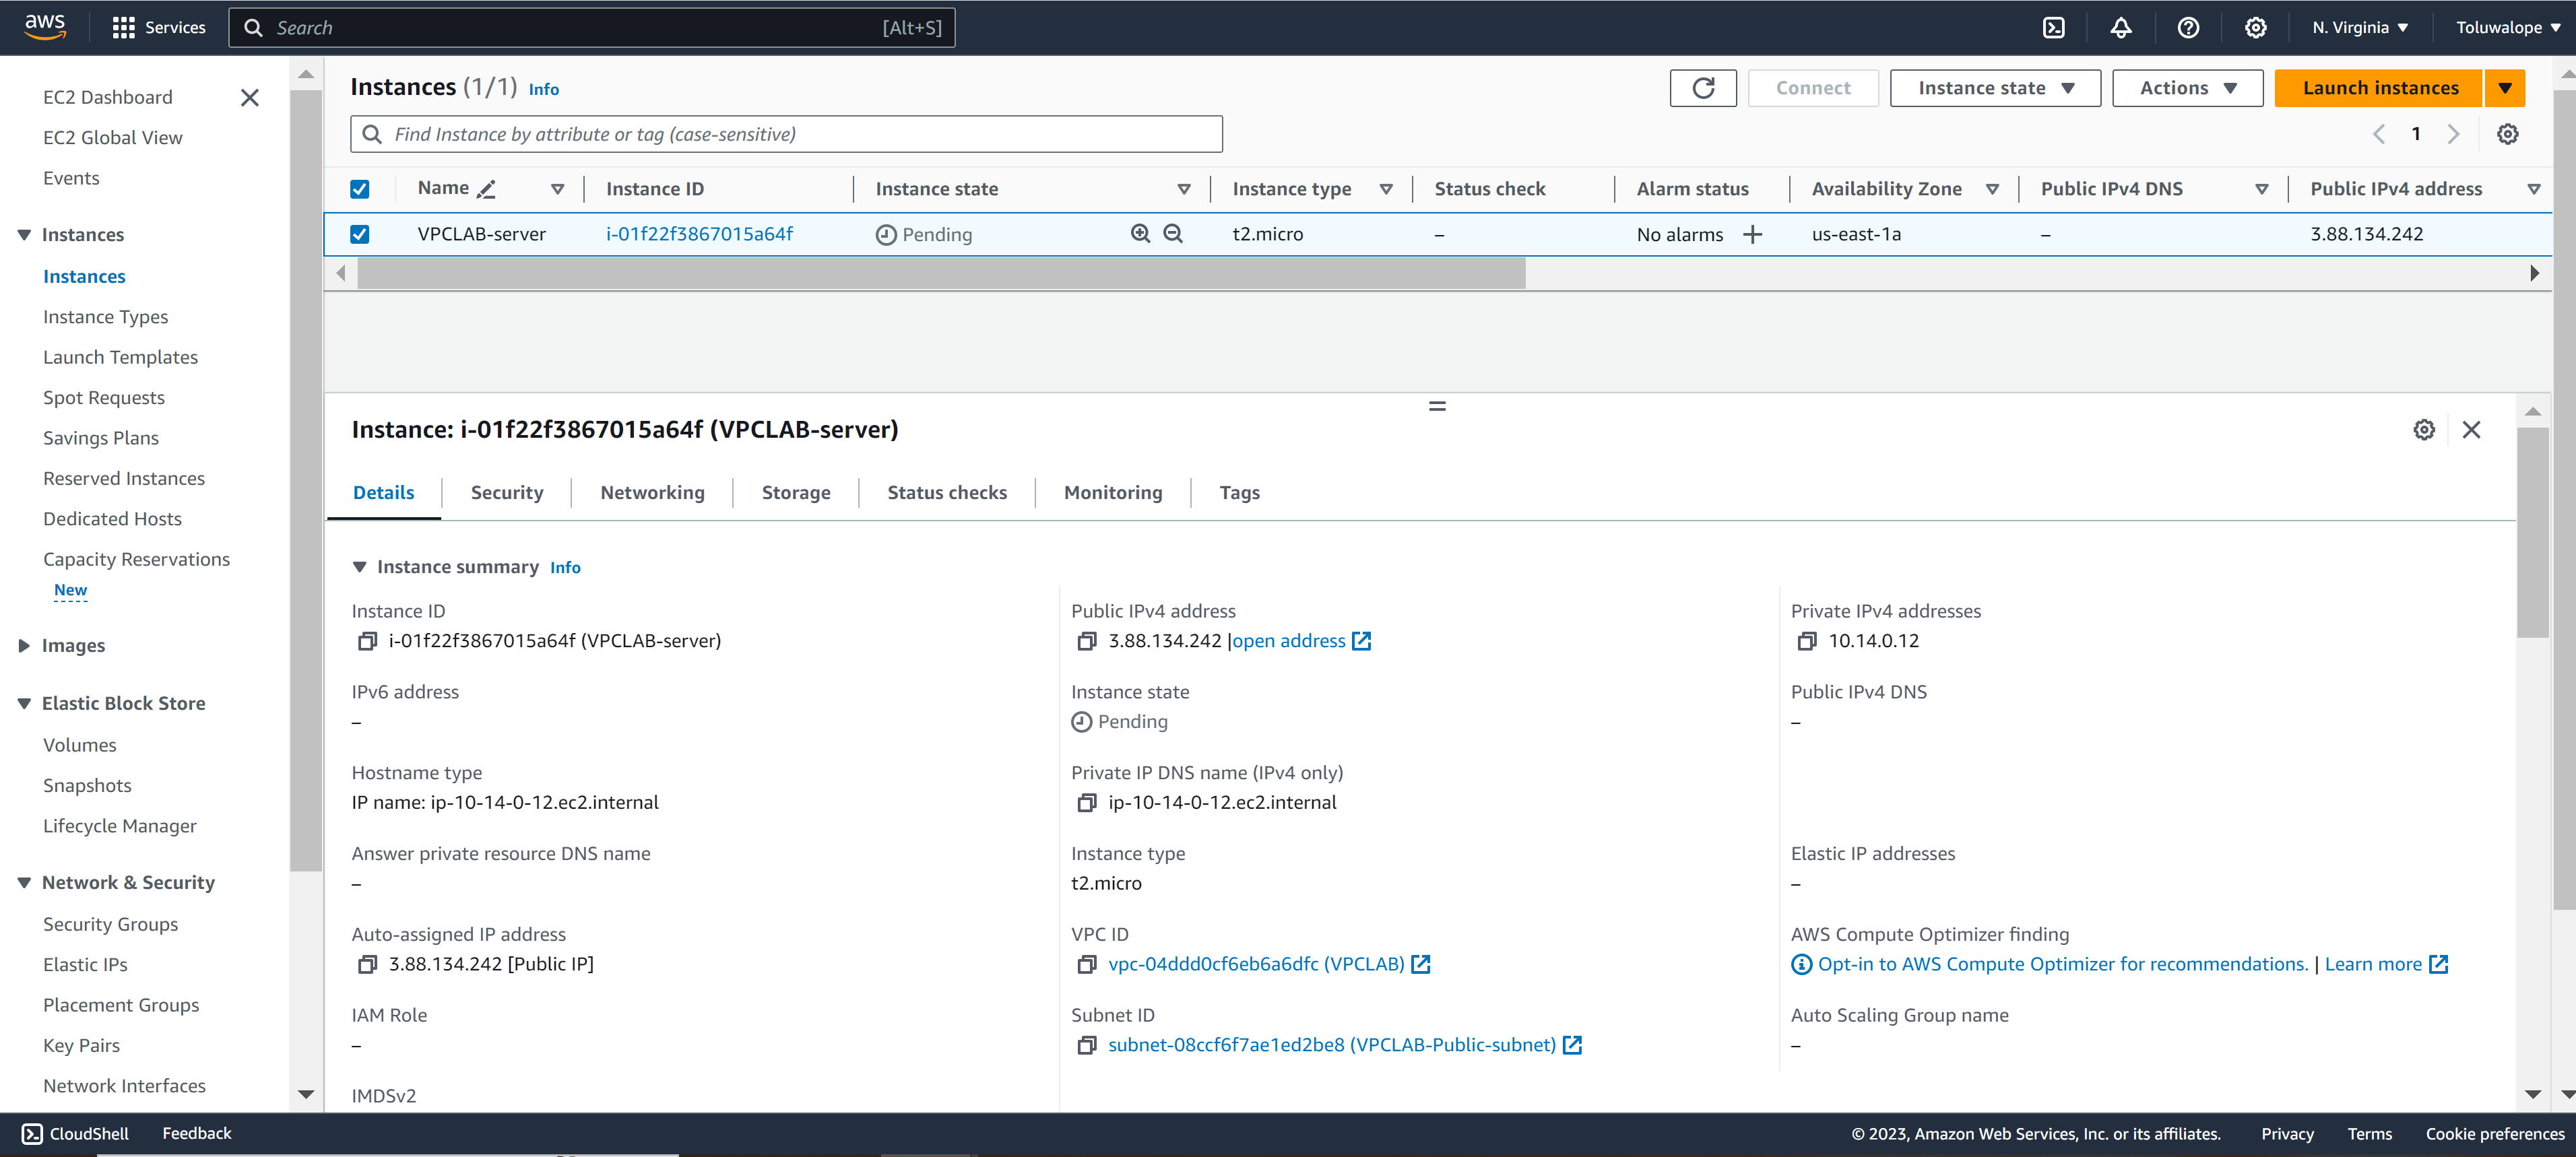 aws Services Search [Alt+S] N. Virginia Toluwalope
EC2 Dashboard
EC2 Global View
Events
Instances
Instances
Instance Types
Launch Templates
Spot Requests
Savings Plans
Reserved Instances
Dedicated Hosts
Capacity Reservations
New
Images
Elastic Block Store
Volumes
Snapshots
Lifecycle Manager
Network & Security
Security Groups
Elastic IPs
Placement Groups
Key Pairs
Network Interfaces
Instances (1/1) Info Connect Instance state Actions Launch instances
Find Instance by attribute or tag (case-sensitive) 1
Name Instance ID Instance state Instance type Status check Alarm status Availability Zone Public IPv4 DNS Public IPv4 address
VPCLAB-server i-01f22f3867015a64f Pending t2.micro – No alarms + us-east-1a – 3.88.134.242
Instance: i-01f22f3867015a64f (VPCLAB-server)
Details Security Networking Storage Status checks Monitoring Tags
Instance summary Info
Instance ID Public IPv4 address Private IPv4 addresses
i-01f22f3867015a64f (VPCLAB-server) 3.88.134.242 |open address 10.14.0.12
IPv6 address Instance state Public IPv4 DNS
– Pending –
Hostname type Private IP DNS name (IPv4 only)
IP name: ip-10-14-0-12.ec2.internal ip-10-14-0-12.ec2.internal
Answer private resource DNS name Instance type Elastic IP addresses
– t2.micro –
Auto-assigned IP address VPC ID AWS Compute Optimizer finding
3.88.134.242 [Public IP] vpc-04ddd0cf6eb6a6dfc (VPCLAB) Opt-in to AWS Compute Optimizer for recommendations. | Learn more
IAM Role Subnet ID Auto Scaling Group name
– subnet-08ccf6f7ae1ed2be8 (VPCLAB-Public-subnet) –
IMDSv2
CloudShell Feedback © 2023, Amazon Web Services, Inc. or its affiliates. Privacy Terms Cookie preferences